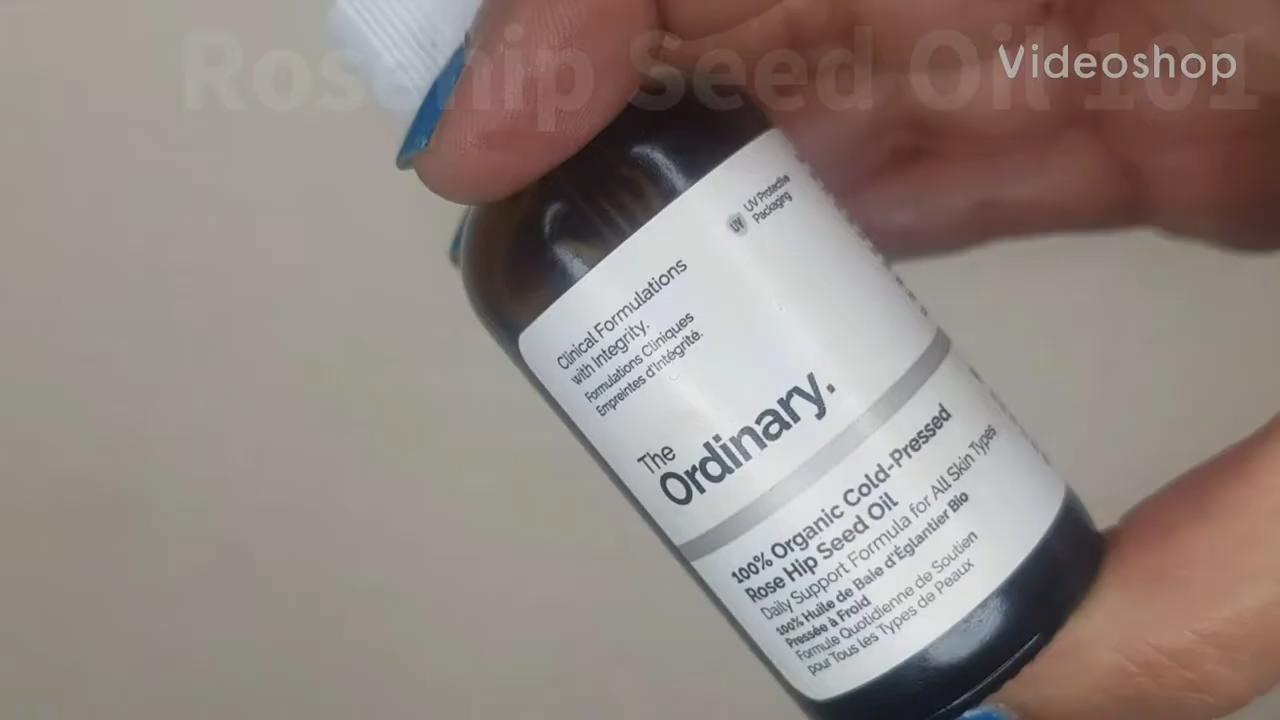 Rosehip Seed Oil 101
Videoshop
UV
UV Protective
Packaging
Clinical Formulations
with Integrity.
Formulations Cliniques
Empreintes d'Intégrité.
The
Ordinary.
100% Organic Cold-Pressed
Rose Hip Seed Oil
Daily Support Formula for All Skin Types
100% Huile de Baie d'Églantier Bio
Pressée à Froid
Formule Quotidienne de Soutien
pour Tous les Types de Peaux